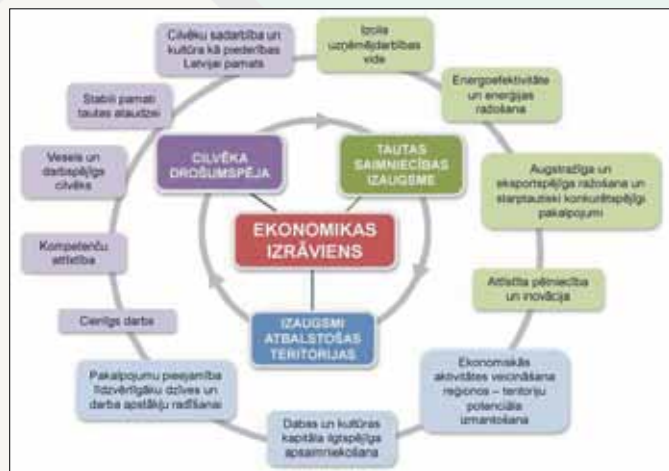 Cilvēku sadarbība un
kultūra kā piederības
Latvijai pamats
Izcila
uzņēmējdarbības
vide
Stabili pamati
tautas ataudzei
Energoefektivitāte
un enerģijas
ražošana
Vesels un
darbspējīgs
cilvēks
CILVĒKA
DROŠUMSPĒJA
TAUTAS
SAIMNIECĪBAS
IZAUGSME
Augstražīga un
eksportspējīga ražošana un
starptautiski konkurētspējīgi
pakalpojumi
EKONOMIKAS
IZRĀVIENS
Kompetenču
attīstība
Attīstīta pētniecība
un inovācija
Cienīgs darbs
IZAUGSMI
ATBALSTOŠAS
TERITORIJAS
Pakalpojumu pieejamība
līdzvērtīgāku dzīves un
darba apstākļu radīšanai
Ekonomiskās
aktivitātes veicināšana
reģionos – teritoriju
potenciāla
izmantošana
Dabas un kultūras
kapitāla ilgtspējīga
apsaimniekošana